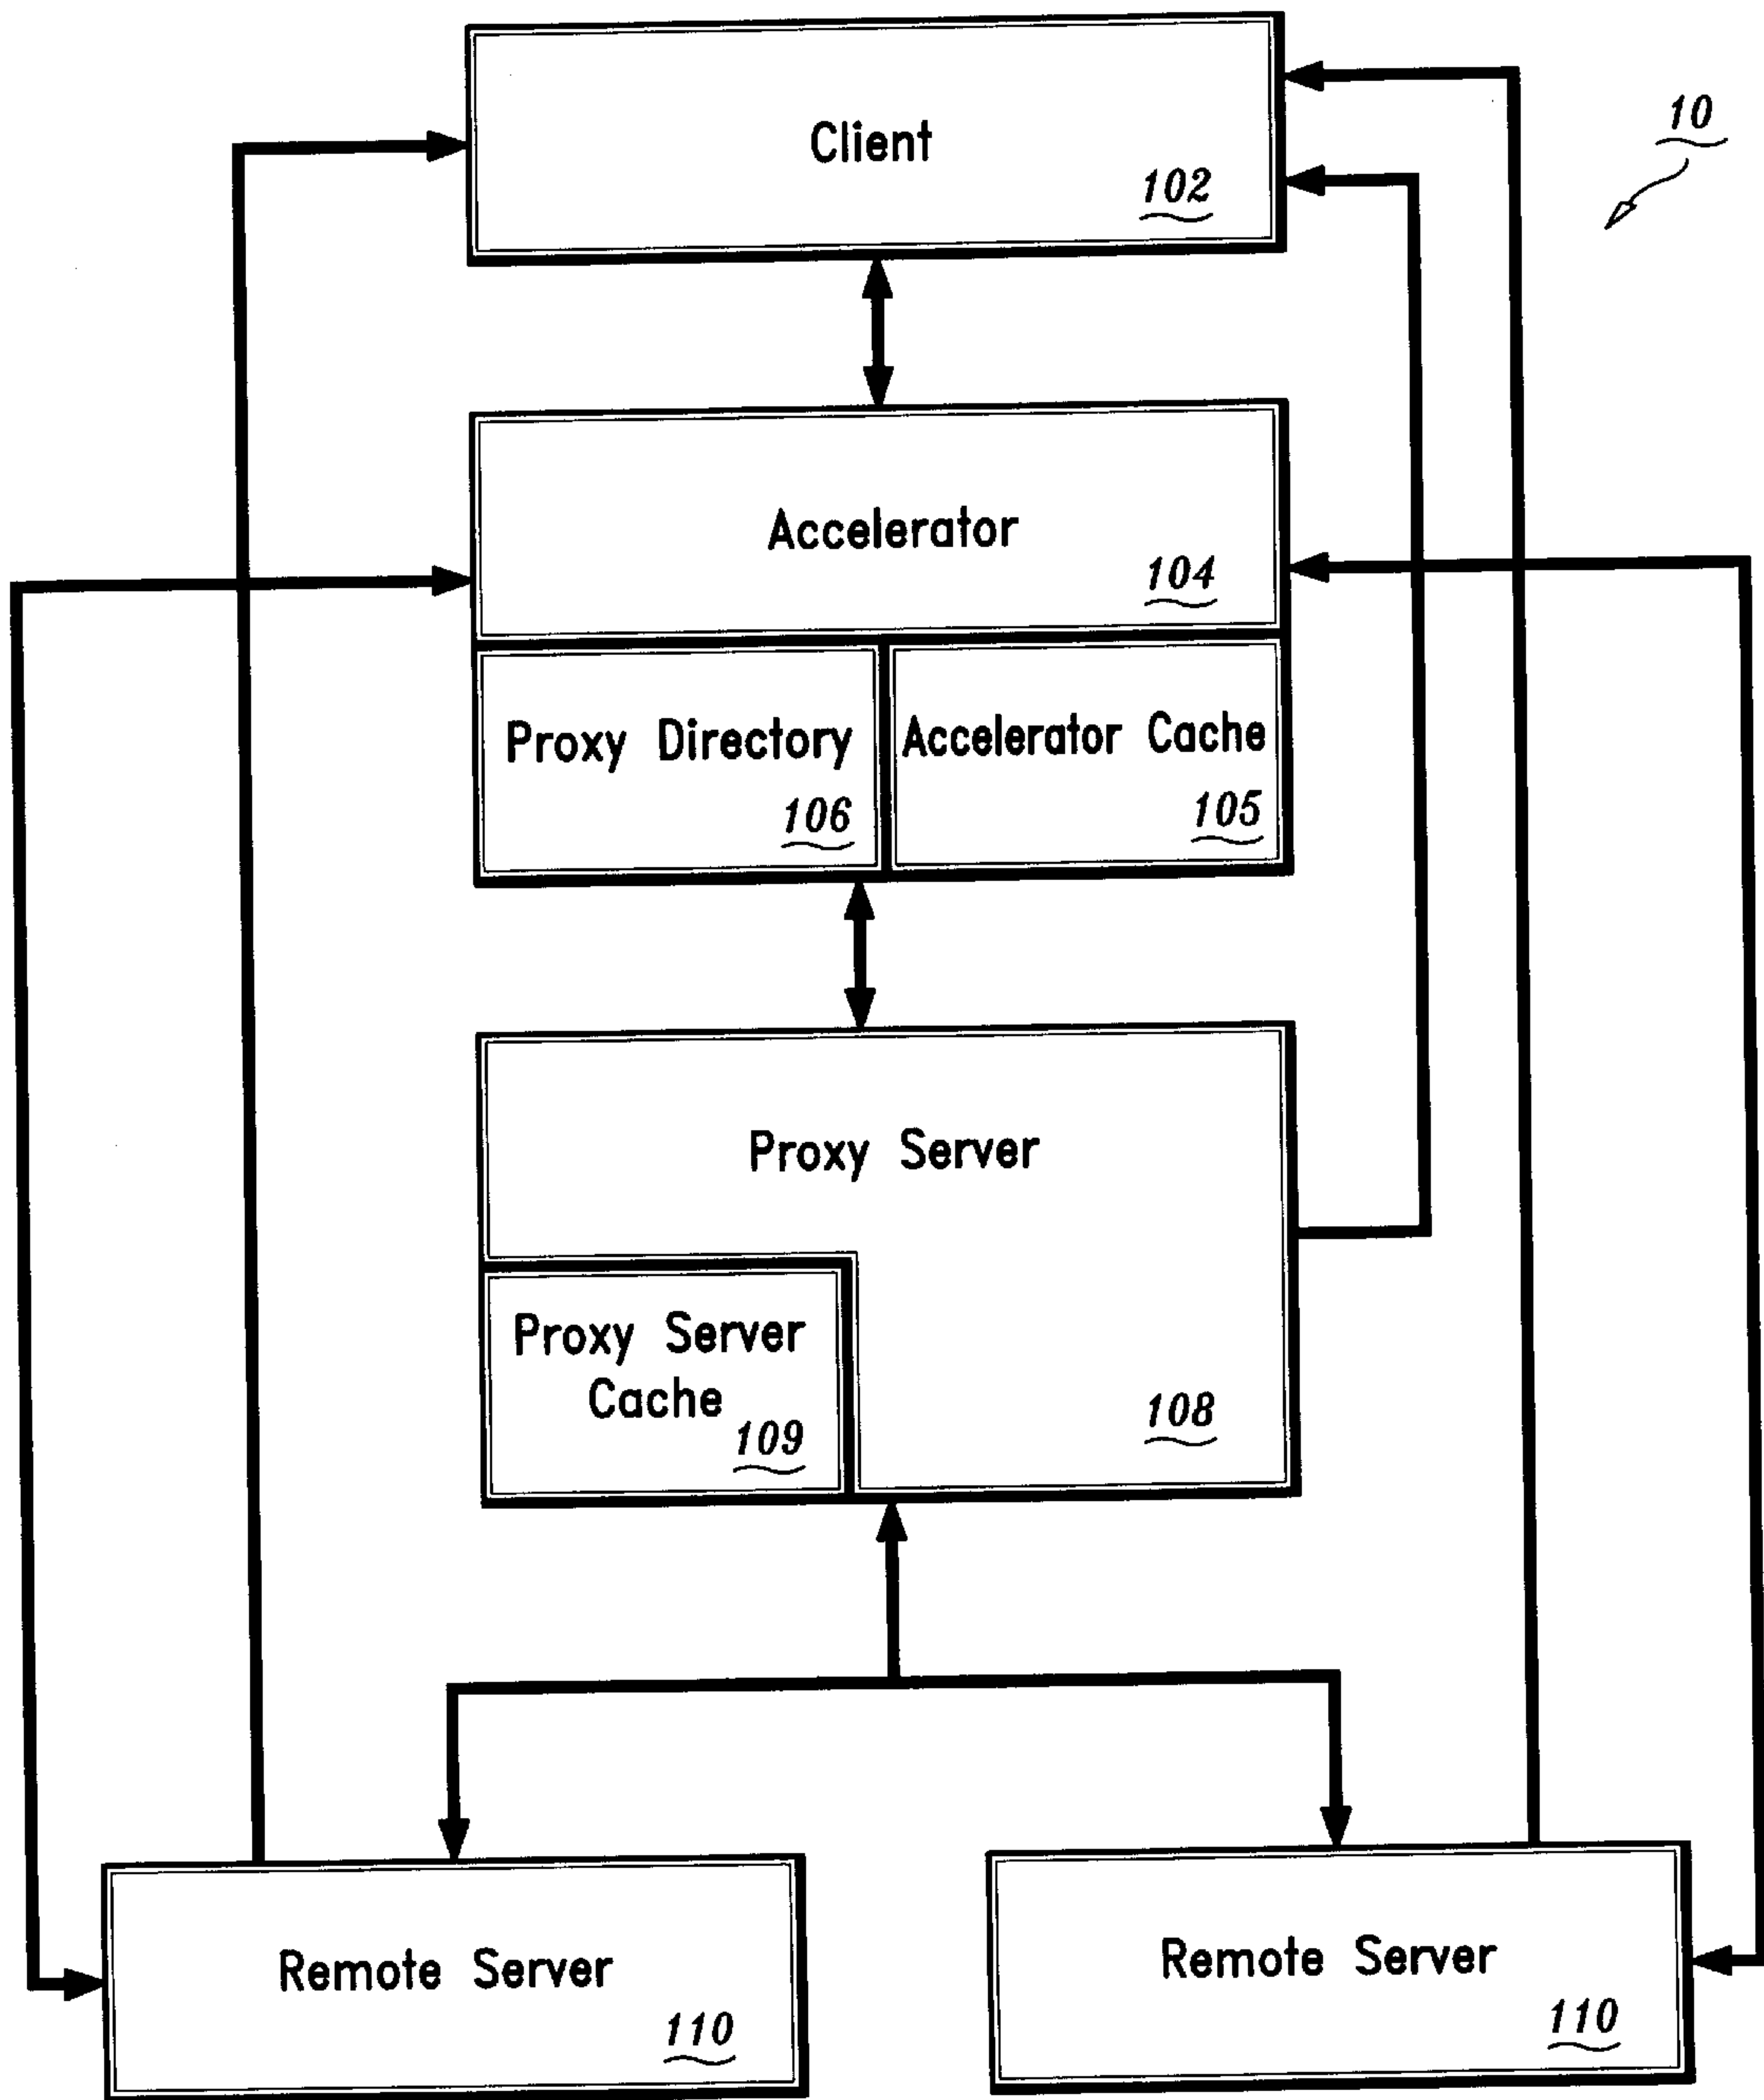 Client
102
10
Accelerator
104
Proxy Directory
106
Accelerator Cache
105
Proxy Server
108
Proxy Server
Cache
109
Remote Server
110
Remote Server
110